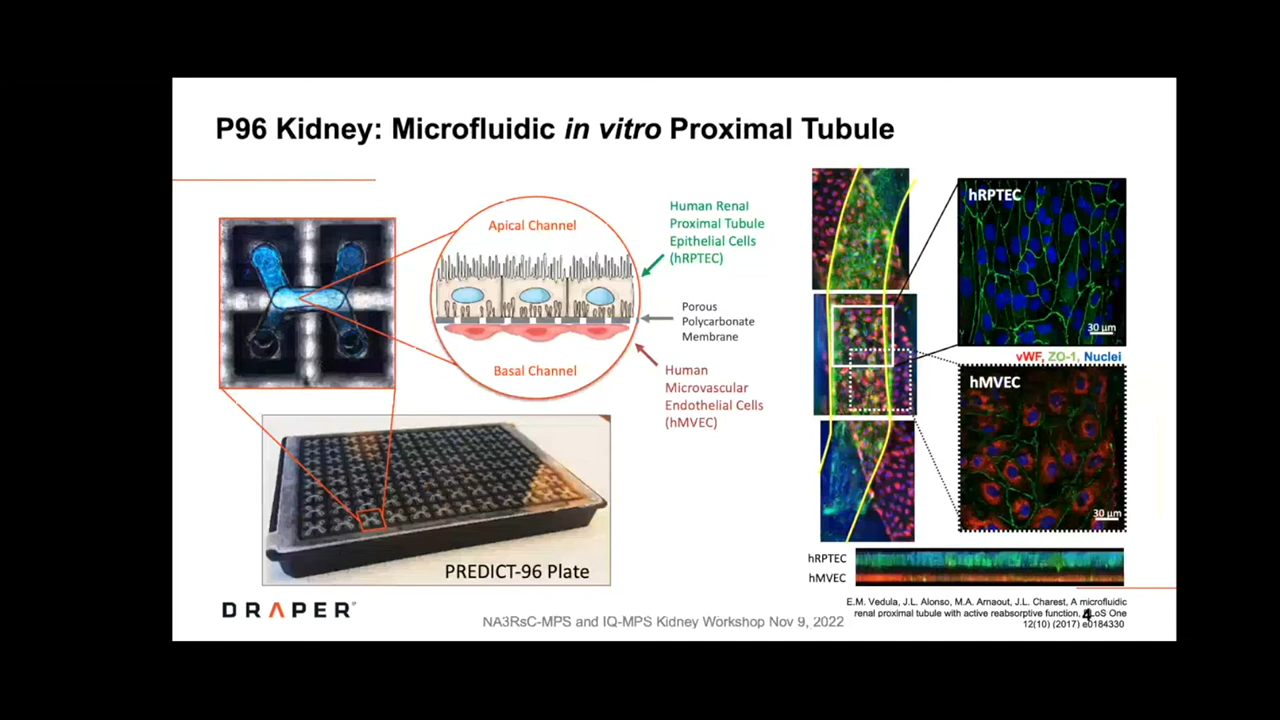 P96 Kidney: Microfluidic in vitro Proximal Tubule
Apical Channel
Basal Channel
Human Renal
Proximal Tubule
Epithelial Cells
(hRPTEC)
Porous
Polycarbonate
Membrane
Human
Microvascular
Endothelial Cells
(hMVEC)
PREDICT-96 Plate
hRPTEC
30 µm
vWF, ZO-1, Nuclei
hMVEC
30 µm
hRPTEC
hMVEC
E.M. Vedula, J.L. Alonso, M.A. Arnaout, J.L. Charest, A microfluidic
renal proximal tubule with active reabsorptive function, PLoS One
12(10) (2017) e0184330
4
DRAPER
NA3RsC-MPS and IQ-MPS Kidney Workshop Nov 9, 2022